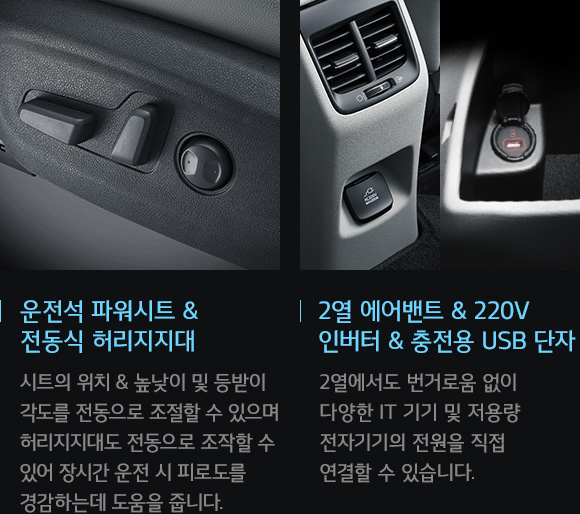 운전석 파워시트 &
전동식 허리지지대
시트의 위치 & 높낮이 및 등받이
각도를 전동으로 조절할 수 있으며
허리지지대도 전동으로 조작할 수
있어 장시간 운전 시 피로도를
경감하는데 도움을 줍니다.
2열 에어밴트 & 220V
인버터 & 충전용 USB 단자
2열에서도 번거로움 없이
다양한 IT 기기 및 저용량
전자기기의 전원을 직접
연결할 수 있습니다.